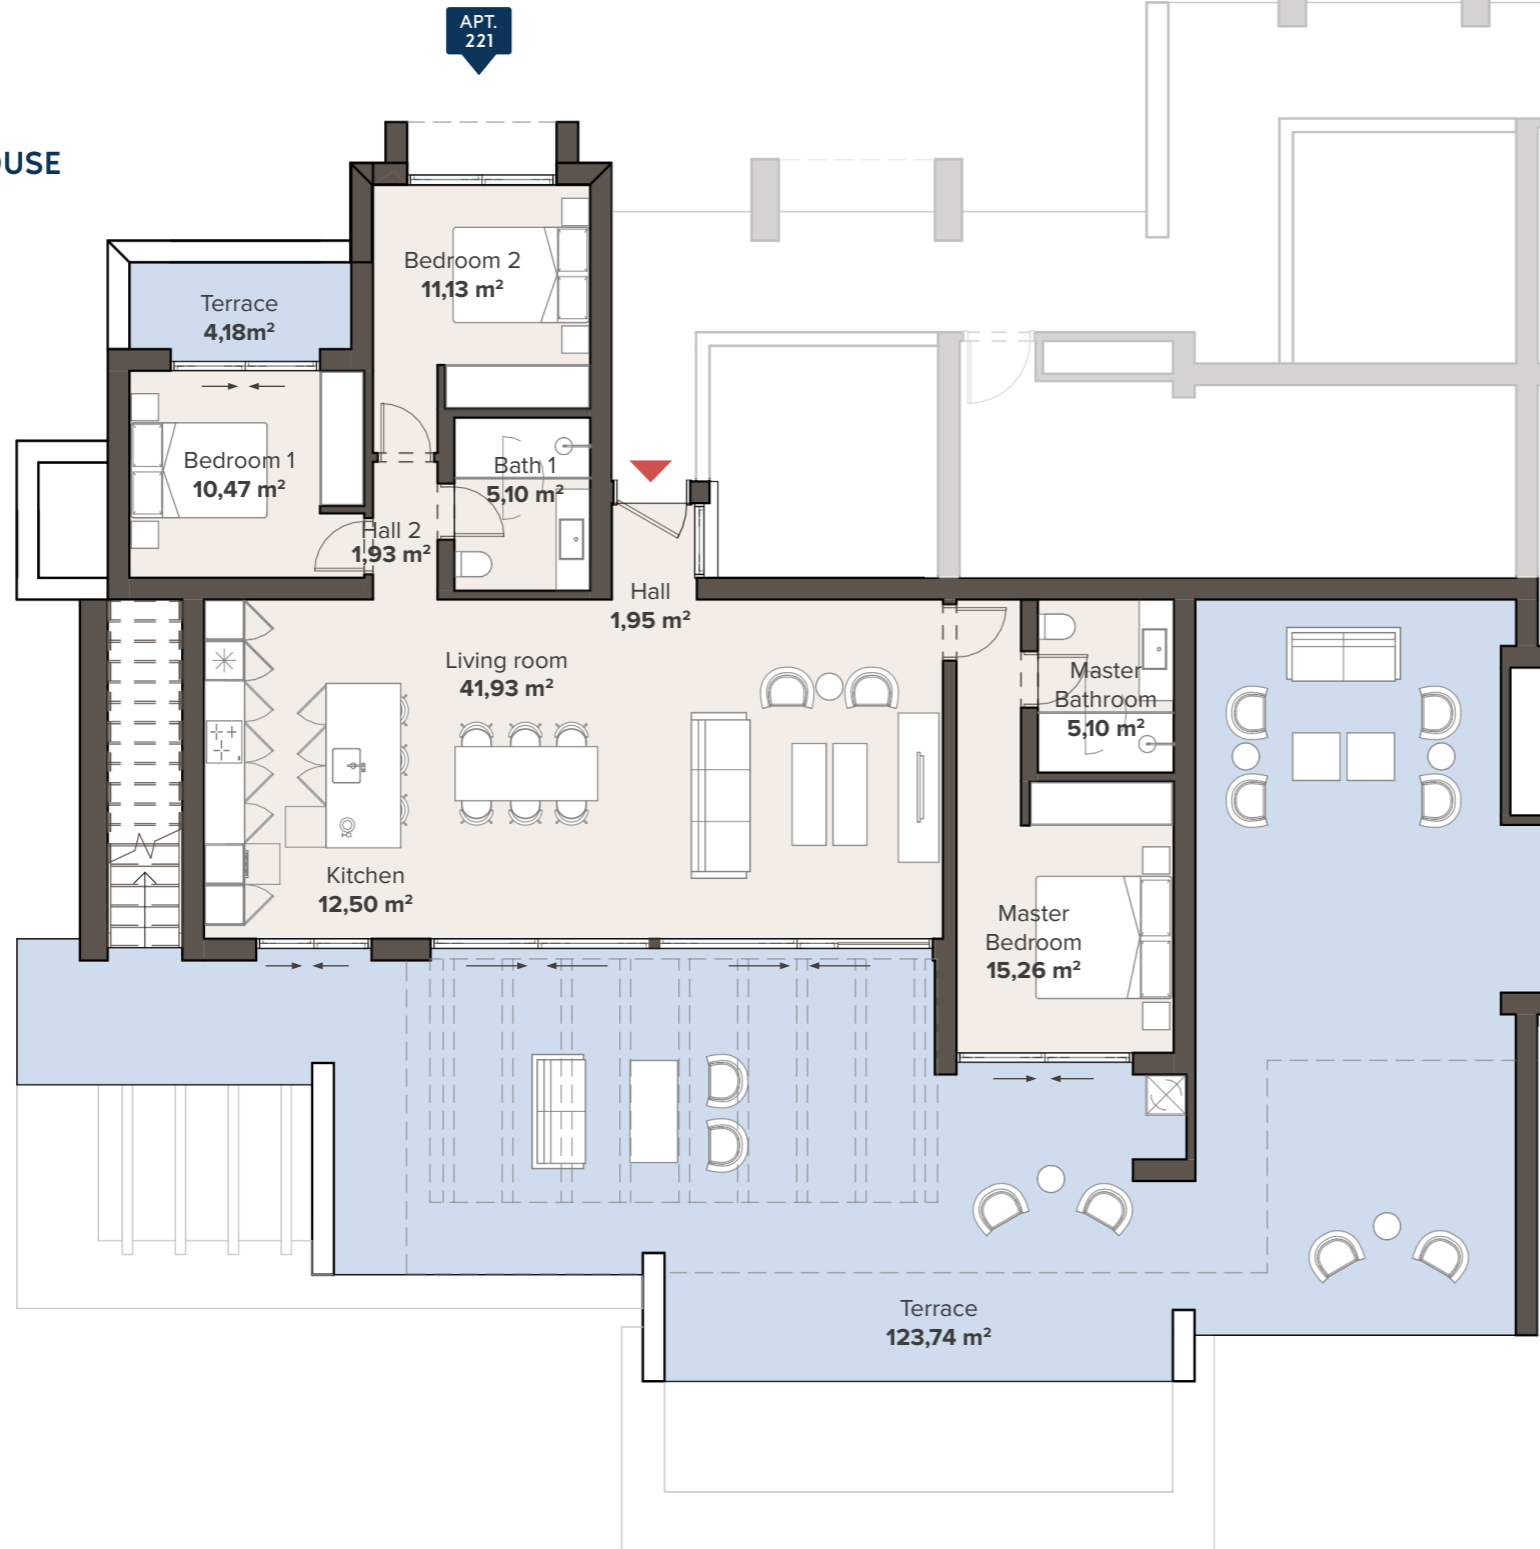 APT.
221
OUSE
Bedroom 2
11,13 m²
Terrace
4,18m²
Bedroom 1
10,47 m²
Bath 1
5,10 m²
Hall 2
1,93 m²
Hall
1,95 m²
Living room
41,93 m²
Master
Bathroom
5,10 m²
Kitchen
12,50 m²
Master
Bedroom
15,26 m²
Terrace
123,74 m²